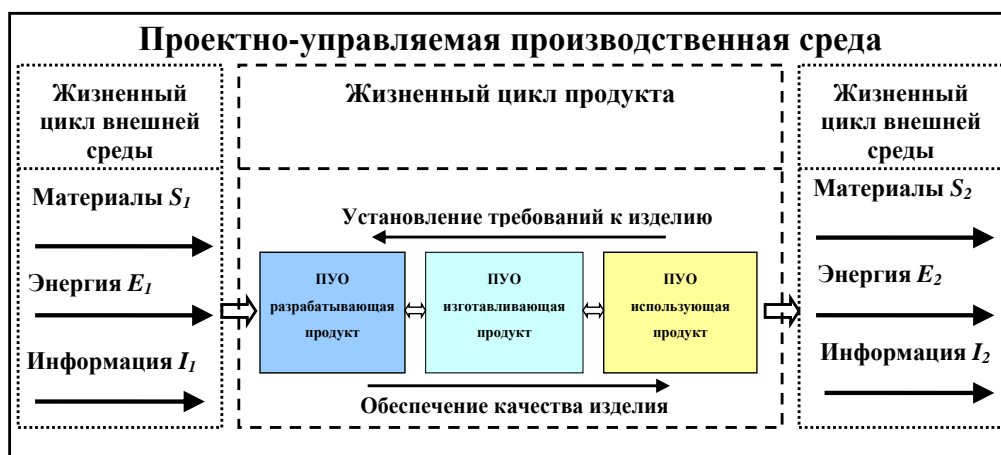 Проектно-управляемая производственная среда
Жизненный
цикл внешней
среды
Материалы S1
Энергия E1
Информация I1
Жизненный цикл продукта
Установление требований к изделию
ПУО
разрабатывающая
продукт
ПУО
изготавливающая
продукт
ПУО
использующая
продукт
Обеспечение качества изделия
Жизненный
цикл внешней
среды
Материалы S2
Энергия E2
Информация I2